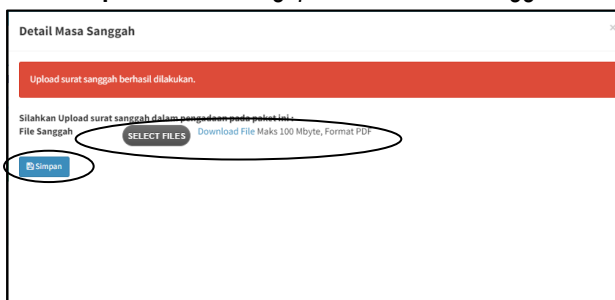 Detail Masa Sanggah
×
Upload surat sanggah berhasil dilakukan.
Silahkan Upload surat sanggah dalam pengadaan pada paket ini :
File Sanggah SELECT FILES Download File Maks 100 Mbyte, Format PDF
Simpan